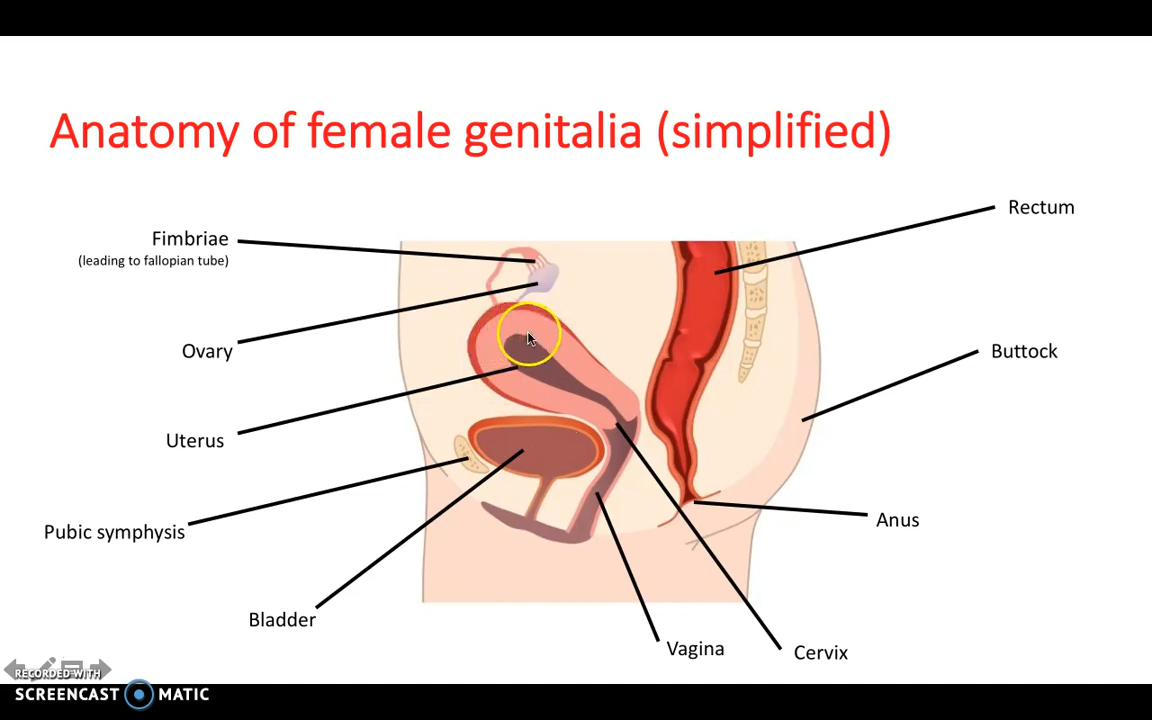 Anatomy of female genitalia (simplified)
Rectum
Fimbriae
(leading to fallopian tube)
Ovary
Buttock
Uterus
Pubic symphysis
Anus
Bladder
Vagina
Cervix
RECORDED WITH
SCREENCAST MATIC